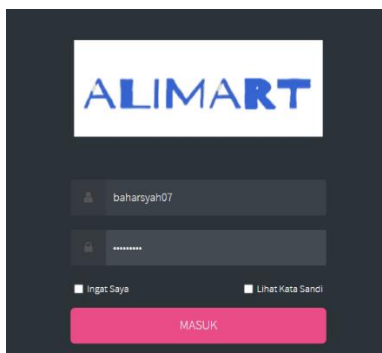 ALIMART
baharsyah07
•••••••••
Ingat Saya
Lihat Kata Sandi
MASUK